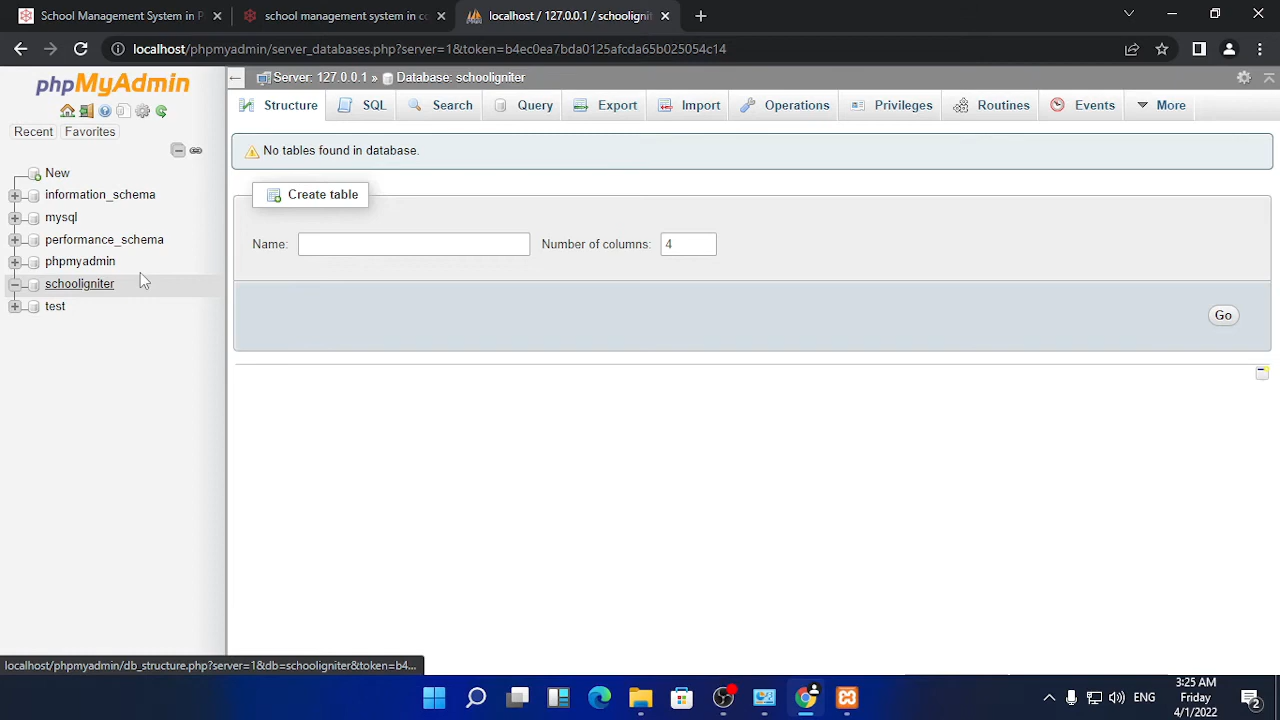 School Management System in P
school management system in co
localhost / 127.0.0.1 / schoolignit
localhost/phpmyadmin/server_databases.php?server=1&token=b4ec0ea7bda0125afcda65b025054c14
phpMyAdmin
Recent Favorites
New
information_schema
mysql
performance_schema
phpmyadmin
schooligniter
test
Server: 127.0.0.1 » Database: schooligniter
Structure SQL Search Query Export Import Operations Privileges Routines Events More
No tables found in database.
Create table
Name: Number of columns: 4
Go
localhost/phpmyadmin/db_structure.php?server=1&db=schooligniter&token=b4...
ENG
3:25 AM
Friday
4/1/2022
2